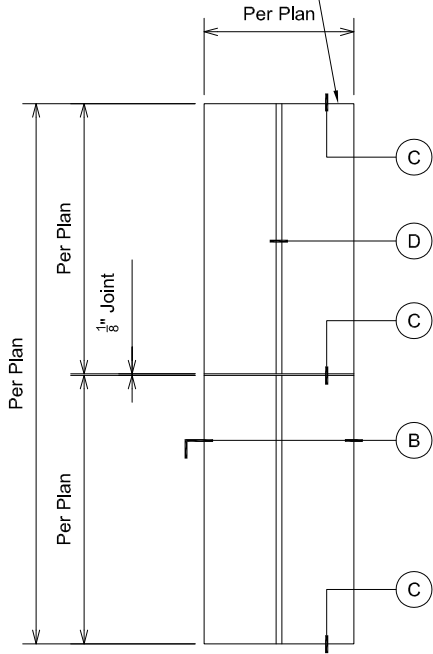 Per Plan
C
D
Per Plan
1/8" Joint
C
Per Plan
B
Per Plan
C